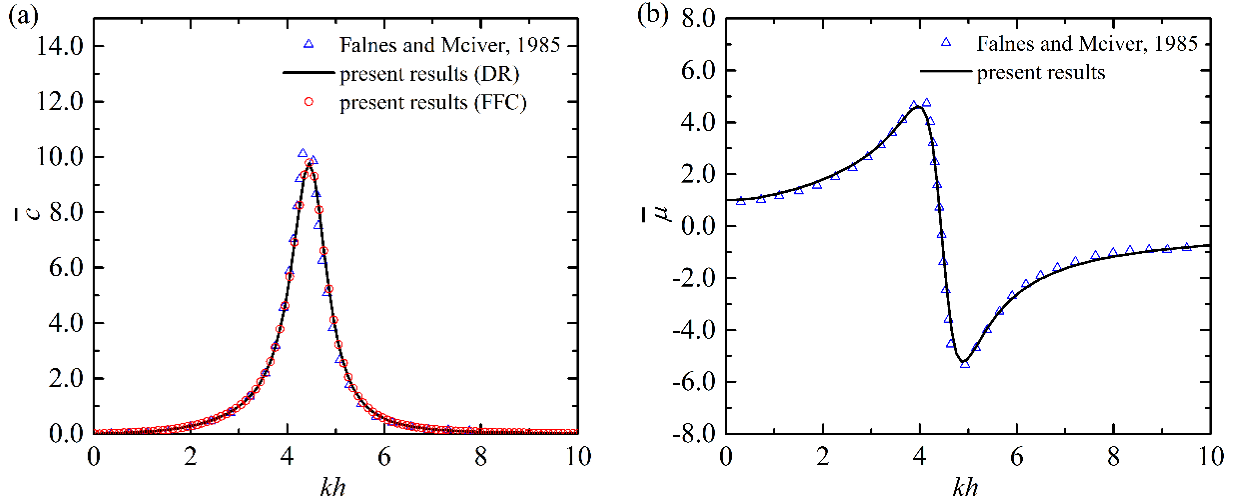 (a)
14.0
12.0
10.0
8.0
6.0
4.0
2.0
0.0
c̅
Falnes and Mciver, 1985
present results (DR)
present results (FFC)
0 2 4 6 8 10
kh
(b)
8.0
6.0
4.0
2.0
0.0
-2.0
-4.0
-6.0
-8.0
μ̅
Falnes and Mciver, 1985
present results
0 2 4 6 8 10
kh